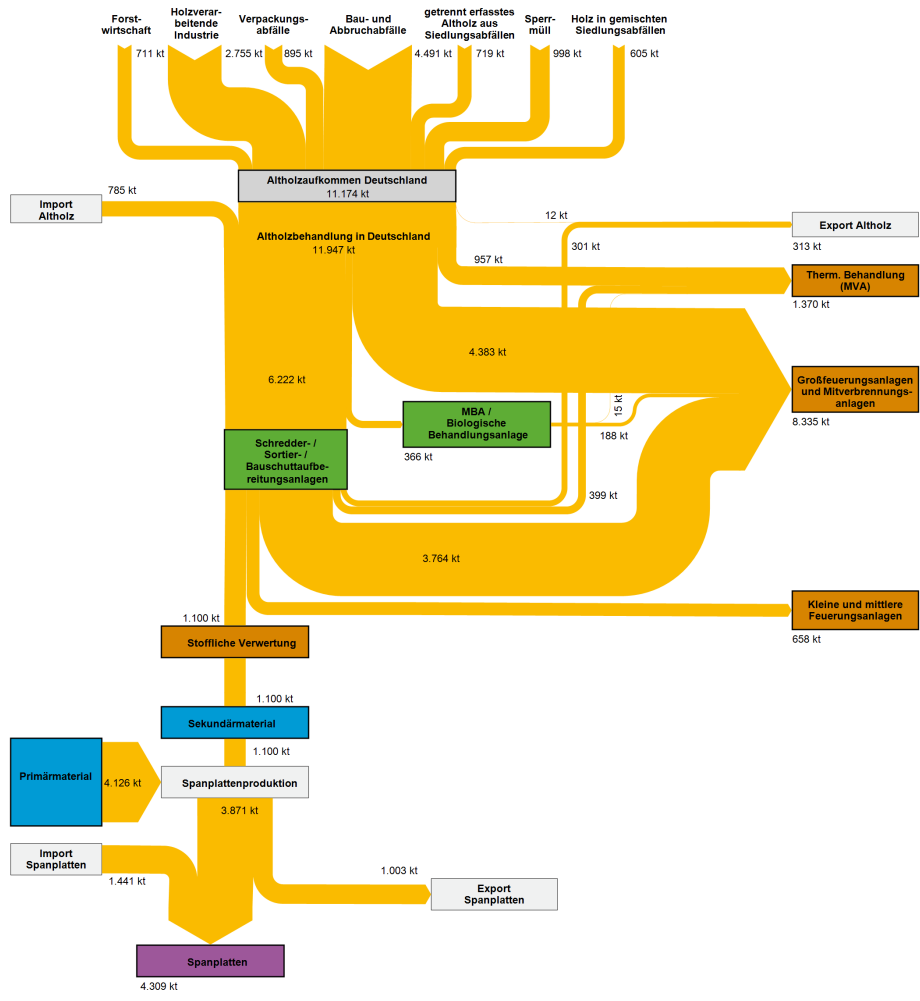 Forst-
wirtschaft
711 kt
Holzverar-
beitende
Industrie
2.755 kt
Verpackungs-
abfälle
895 kt
Bau- und
Abbruchabfälle
4.491 kt
getrennt erfasstes
Altholz aus
Siedlungsabfällen
719 kt
Sperr-
müll
998 kt
Holz in gemischten
Siedlungsabfällen
605 kt
Altholzaufkommen Deutschland
11.174 kt
785 kt
Import
Altholz
12 kt
Export Altholz
313 kt
301 kt
Altholzbehandlung in Deutschland
11.947 kt
957 kt
Therm. Behandlung
(MVA)
1.370 kt
4.383 kt
6.222 kt
Großfeuerungsanlagen
und Mitverbrennungs-
anlagen
8.335 kt
15 kt
MBA /
Biologische
Behandlungsanlage
366 kt
188 kt
Schredder- /
Sortier- /
Bauschuttaufbe-
reitungsanlagen
399 kt
3.764 kt
Kleine und mittlere
Feuerungsanlagen
658 kt
1.100 kt
Stoffliche Verwertung
1.100 kt
Sekundärmaterial
1.100 kt
Primärmaterial
4.126 kt
Spanplattenproduktion
3.871 kt
Import
Spanplatten
1.441 kt
1.003 kt
Export
Spanplatten
Spanplatten
4.309 kt